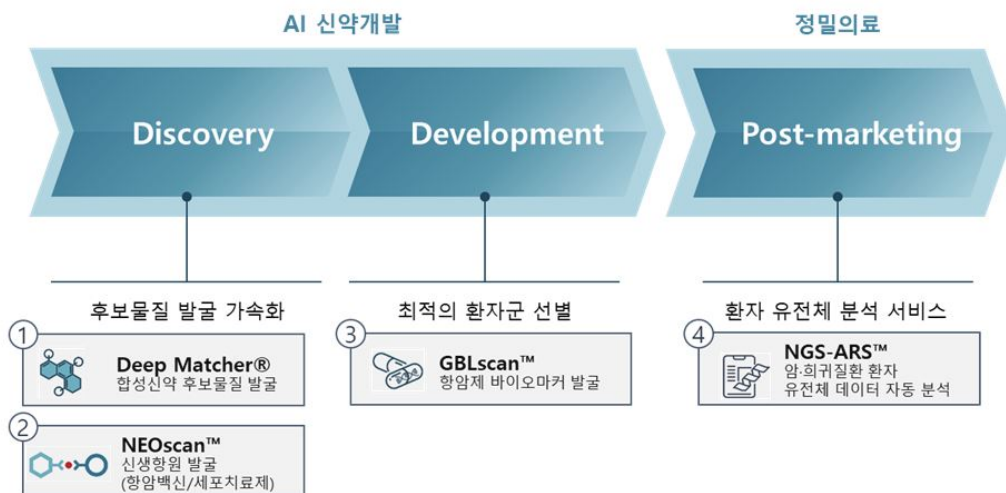 AI 신약개발
정밀의료
Discovery
Development
Post-marketing
후보물질 발굴 가속화
최적의 환자군 선별
환자 유전체 분석 서비스
1
Deep Matcher®
합성신약 후보물질 발굴
2
NEOscan™
신생항원 발굴
(항암백신/세포치료제)
3
GBLscan™
항암제 바이오마커 발굴
4
NGS-ARS™
암·희귀질환 환자
유전체 데이터 자동 분석